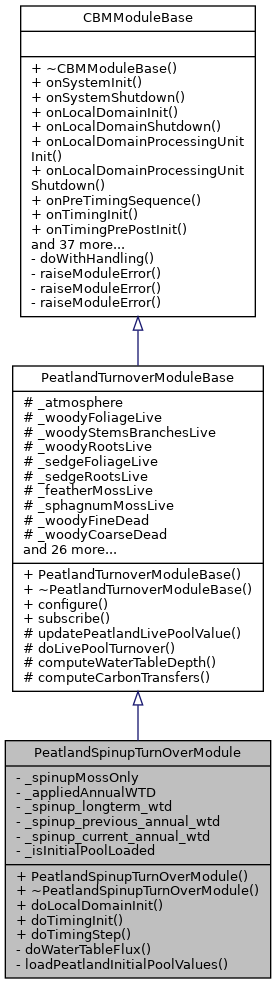 CBMModuleBase
+ ~CBMModuleBase()
+ onSystemInit()
+ onSystemShutdown()
+ onLocalDomainInit()
+ onLocalDomainShutdown()
+ onLocalDomainProcessingUnit
Init()
+ onLocalDomainProcessingUnit
Shutdown()
+ onPreTimingSequence()
+ onTimingInit()
+ onTimingPrePostInit()
and 37 more...
- doWithHandling()
- raiseModuleError()
- raiseModuleError()
- raiseModuleError()
PeatlandTurnoverModuleBase
# _atmosphere
# _woodyFoliageLive
# _woodyStemsBranchesLive
# _woodyRootsLive
# _sedgeFoliageLive
# _sedgeRootsLive
# _featherMossLive
# _sphagnumMossLive
# _woodyFineDead
# _woodyCoarseDead
and 26 more...
+ PeatlandTurnoverModuleBase()
+ ~PeatlandTurnoverModuleBase()
+ configure()
+ subscribe()
# updatePeatlandLivePoolValue()
# doLivePoolTurnover()
# computeWaterTableDepth()
# computeCarbonTransfers()
PeatlandSpinupTurnOverModule
- _spinupMossOnly
- _appliedAnnualWTD
- _spinup_longterm_wtd
- _spinup_previous_annual_wtd
- _spinup_current_annual_wtd
- _isInitialPoolLoaded
+ PeatlandSpinupTurnOverModule()
+ ~PeatlandSpinupTurnOverModule()
+ doLocalDomainInit()
+ doTimingInit()
+ doTimingStep()
- doWaterTableFlux()
- loadPeatlandInitialPoolValues()